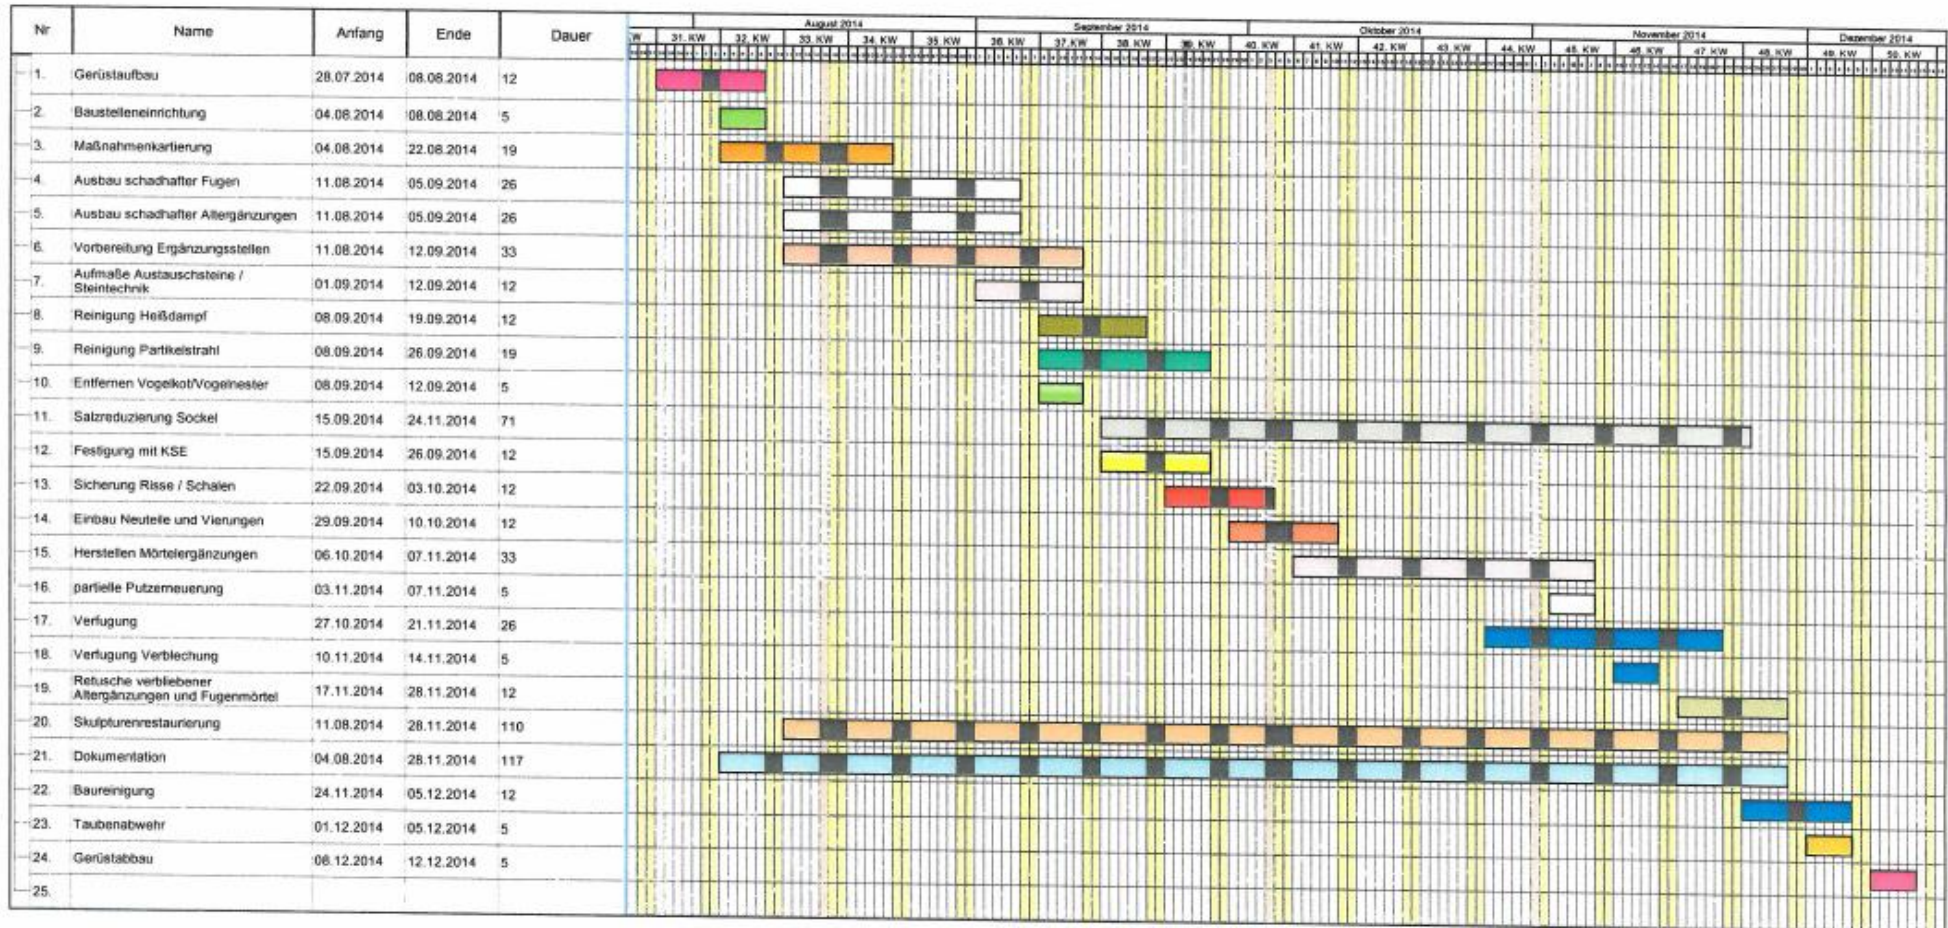 Nr Name Anfang Ende Dauer
August 2014 September 2014 Oktober 2014 November 2014 Dezember 2014
31. KW 32. KW 33. KW 34. KW 35. KW 36. KW 37. KW 38. KW 39. KW 40. KW 41. KW 42. KW 43. KW 44. KW 45. KW 46. KW 47. KW 48. KW 49. KW 50. KW
1. Gerüstaufbau 28.07.2014 08.08.2014 12
2. Baustelleneinrichtung 04.08.2014 08.08.2014 5
3. Maßnahmenkartierung 04.08.2014 22.08.2014 19
4. Ausbau schadhafter Fugen 11.08.2014 05.09.2014 26
5. Ausbau schadhafter Altergänzungen 11.08.2014 05.09.2014 26
6. Vorbereitung Ergänzungsstellen 11.08.2014 12.09.2014 33
7. Aufmaße Austauschsteine /
Steintechnik 01.09.2014 12.09.2014 12
8. Reinigung Heißdampf 08.09.2014 19.09.2014 12
9. Reinigung Partikelstrahl 08.09.2014 26.09.2014 19
10. Entfernen Vogelkot/Vogelnester 08.09.2014 12.09.2014 5
11. Salzreduzierung Sockel 15.09.2014 24.11.2014 71
12. Festigung mit KSE 15.09.2014 26.09.2014 12
13. Sicherung Risse / Schalen 22.09.2014 03.10.2014 12
14. Einbau Neuteile und Vierungen 29.09.2014 10.10.2014 12
15. Herstellen Mörtelergänzungen 06.10.2014 07.11.2014 33
16. partielle Putzerneuerung 03.11.2014 07.11.2014 5
17. Verfugung 27.10.2014 21.11.2014 26
18. Verfugung Verblechung 10.11.2014 14.11.2014 5
19. Retusche verbliebener
Altergänzungen und Fugenmörtel 17.11.2014 28.11.2014 12
20. Skulpturenrestaurierung 11.08.2014 28.11.2014 110
21. Dokumentation 04.08.2014 28.11.2014 117
22. Baureinigung 24.11.2014 05.12.2014 12
23. Taubenabwehr 01.12.2014 05.12.2014 5
24. Gerüstabbau 08.12.2014 12.12.2014 5
25.